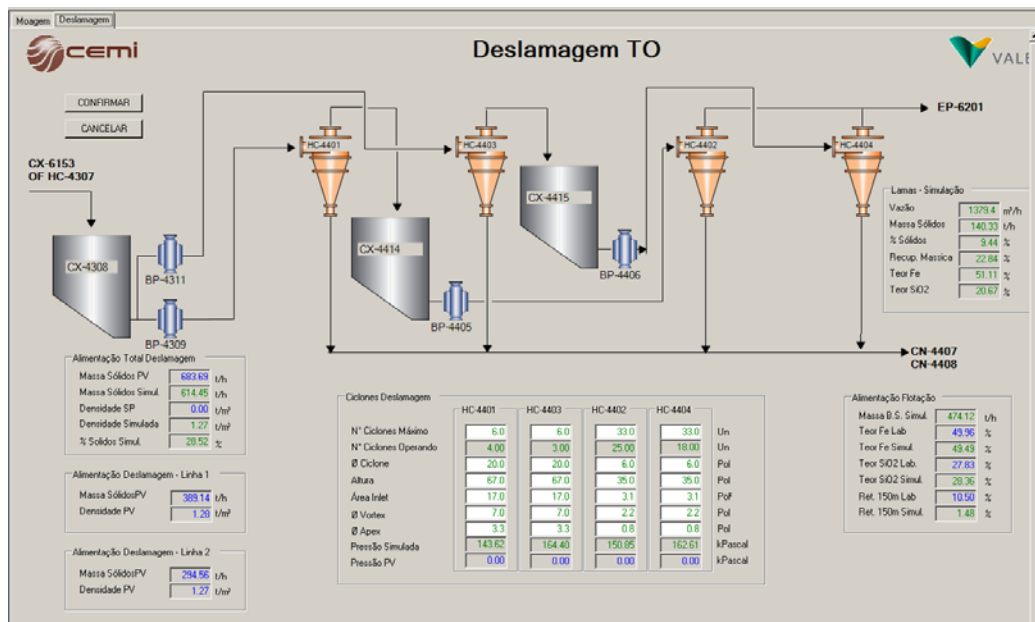 Moagem Deslamagem
cemi
Deslamagem TO
VALE
CONFIRMAR
CANCELAR
EP-6201
HC-4401
HC-4403
HC-4402
HC-4404
CX-6153
OF HC-4307
CX-4308
BP-4311
BP-4309
CX-4414
BP-4405
CX-4415
BP-4406
CN-4407
CN-4408
Lamas - Simulação
Vazão 1379.4 m³/h
Massa Sólidos 140.33 t/h
% Sólidos 9.44 %
Recup. Massica 22.84 %
Teor Fe 51.11 %
Teor SiO2 20.67 %
Alimentação Total Deslamagem
Massa Sólidos PV 683.69 t/h
Massa Sólidos Simul. 614.45 t/h
Densidade SP 0.00 t/m³
Densidade Simulada 1.27 t/m³
% Solidos Simul. 28.52 %
Alimentação Deslamagem - Linha 1
Massa SólidosPV 389.14 t/h
Densidade PV 1.28 t/m³
Alimentação Deslamagem - Linha 2
Massa SólidosPV 294.56 t/h
Densidade PV 1.27 t/m³
Ciclones Deslamagem
HC-4401 HC-4403 HC-4402 HC-4404
N° Ciclones Máximo 6.0 6.0 33.0 33.0 Un
N° Ciclones Operando 4.00 3.00 25.00 18.00 Un
Ø Ciclone 20.0 20.0 6.0 6.0 Pol
Altura 67.0 67.0 35.0 35.0 Pol
Área Inlet 17.0 17.0 3.1 3.1 Pol²
Ø Vortex 7.0 7.0 2.2 2.2 Pol
Ø Apex 3.3 3.3 0.8 0.8 Pol
Pressão Simulada 143.62 164.40 150.85 162.61 kPascal
Pressão PV 0.00 0.00 0.00 0.00 kPascal
Alimentação Flotação
Massa B.S. Simul. 474.12 t/h
Teor Fe Lab 49.96 %
Teor Fe Simul. 49.49 %
Teor SiO2 Lab. 27.83 %
Teor SiO2 Simul. 28.36 %
Ret. 150m Lab 10.50 %
Ret. 150m Simul. 1.48 %